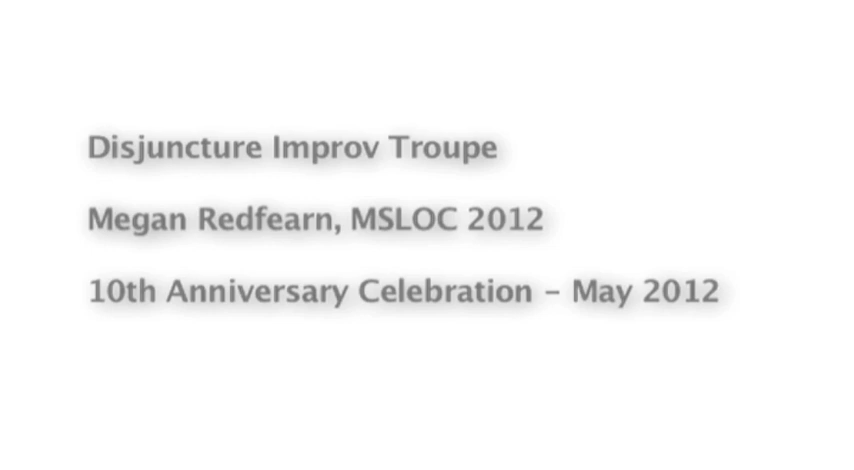 Disjuncture Improv Troupe
Megan Redfearn, MSLOC 2012
10th Anniversary Celebration – May 2012